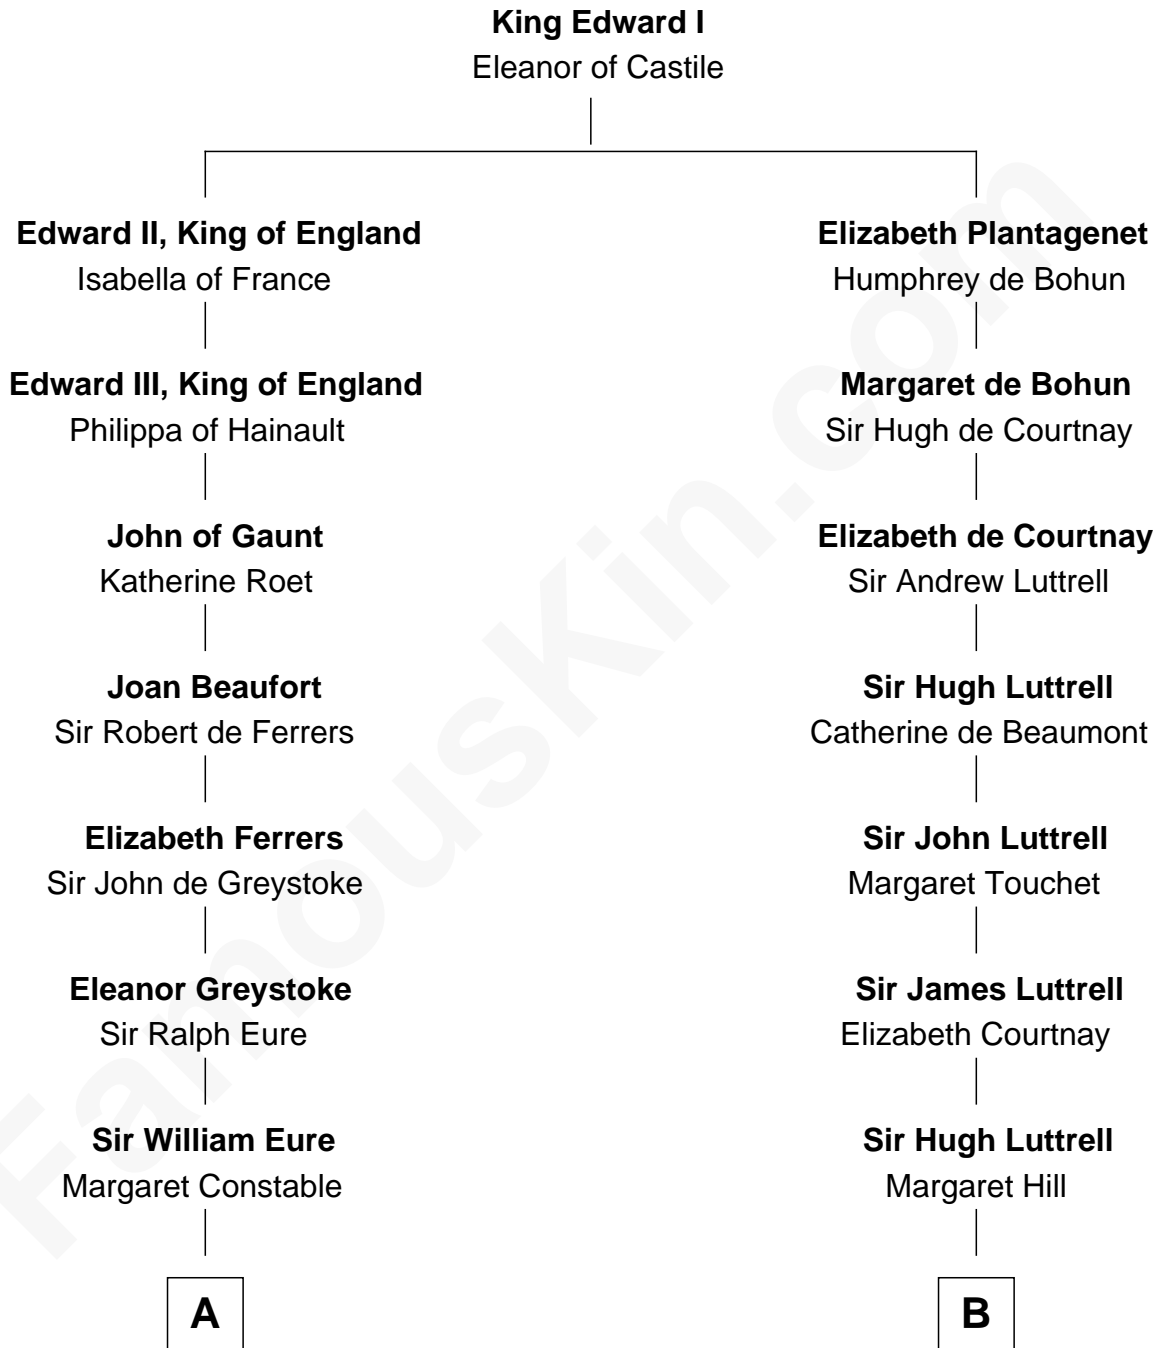 King Edward I
Eleanor of Castile
Edward II, King of England
Isabella of France
Edward III, King of England
Philippa of Hainault
John of Gaunt
Katherine Roet
Joan Beaufort
Sir Robert de Ferrers
Elizabeth Ferrers
Sir John de Greystoke
Eleanor Greystoke
Sir Ralph Eure
Sir William Eure
Margaret Constable
A
Elizabeth Plantagenet
Humphrey de Bohun
Margaret de Bohun
Sir Hugh de Courtnay
Elizabeth de Courtnay
Sir Andrew Luttrell
Sir Hugh Luttrell
Catherine de Beaumont
Sir John Luttrell
Margaret Touchet
Sir James Luttrell
Elizabeth Courtnay
Sir Hugh Luttrell
Margaret Hill
B
FamousKin.com